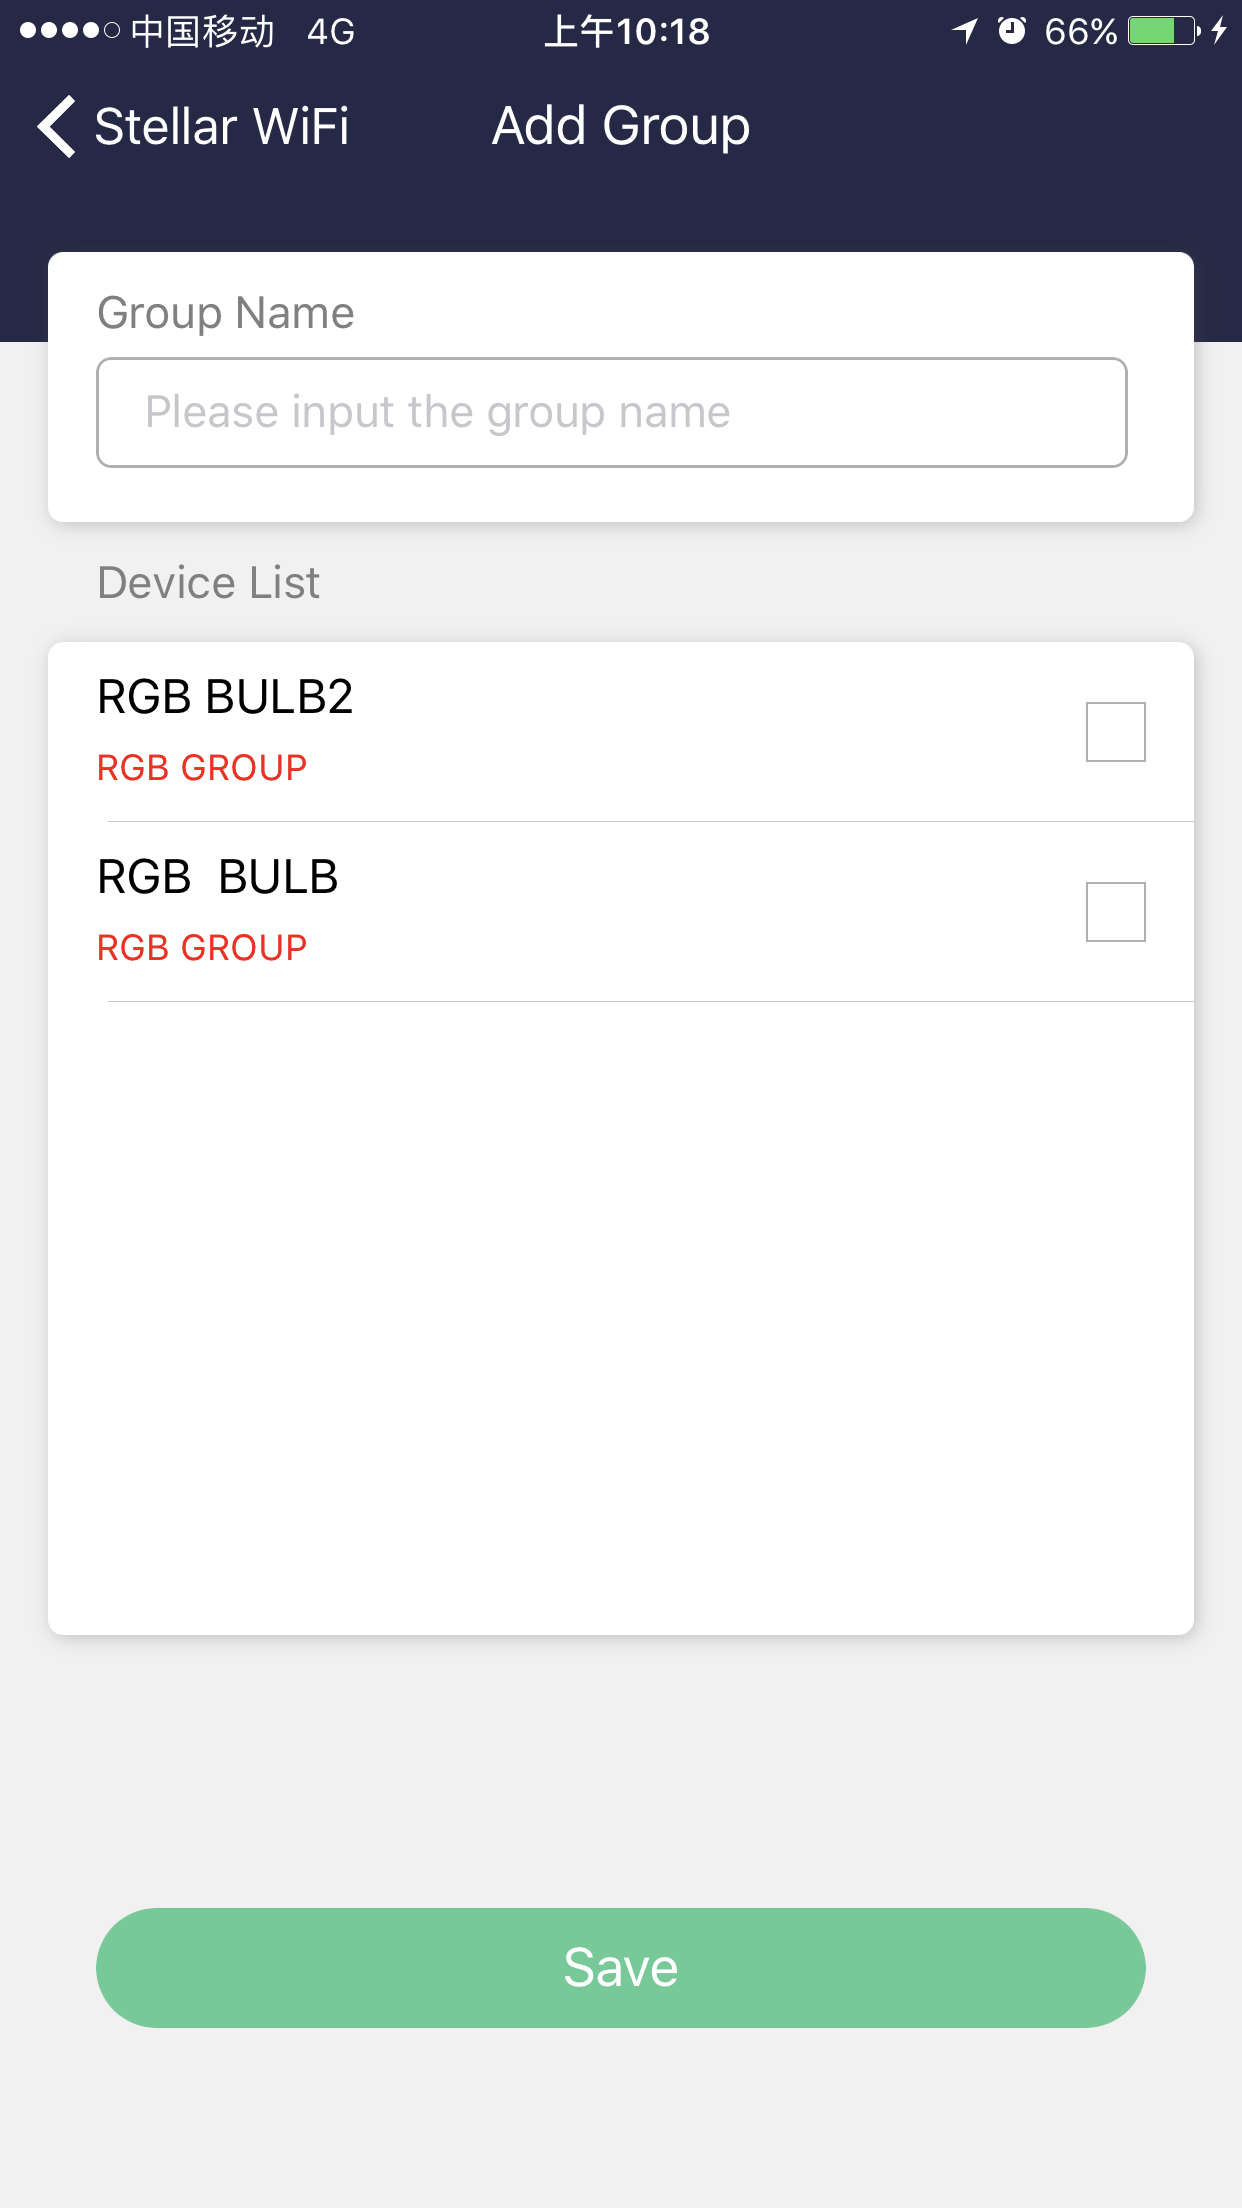 中国移动 4G 上午10:18 66%
Stellar WiFi Add Group
Group Name
Please input the group name
Device List
RGB BULB2
RGB GROUP
RGB  BULB
RGB GROUP
Save